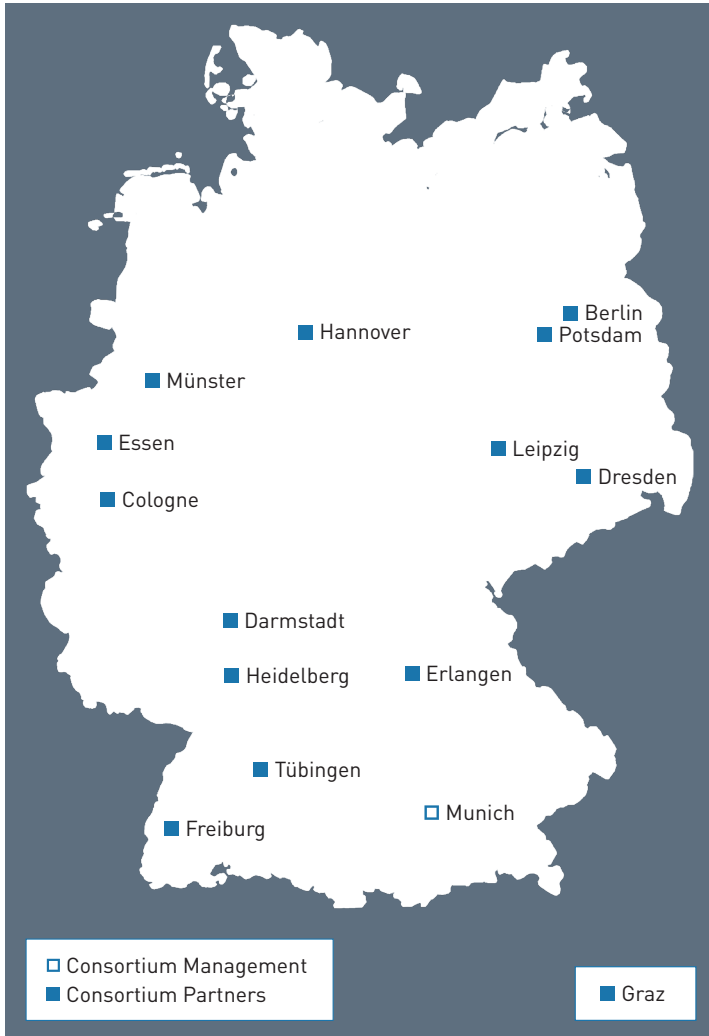 Berlin
Hannover
Potsdam
Münster
Essen
Leipzig
Dresden
Cologne
Darmstadt
Heidelberg
Erlangen
Tübingen
Munich
Freiburg
Consortium Management
Consortium Partners
Graz